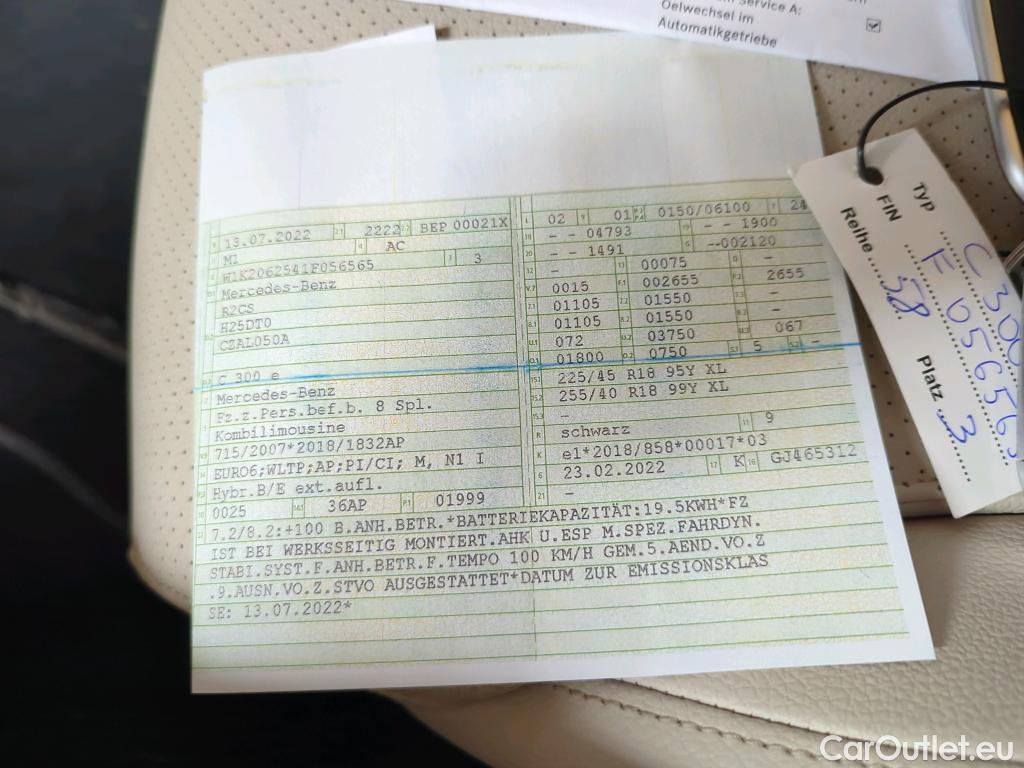 Service A:
Oelwechsel im
Automatikgetriebe
13.07.2022 2222 BEP 00021X
M1 AC
W1K2062541F056565 3
Mercedes-Benz
R2CS
H25DT0
CZAL050A
C 300 e
Mercedes-Benz
Fz.z.Pers.bef.b. 8 Spl.
Kombilimousine
715/2007*2018/1832AP
EURO6;WLTP;AP;PI/CI; M, N1 I
Hybr.B/E ext.aufl.
0025 36AP 01999
02 01 0150/06100 24
- - 04793 - - 1900
- - 1491 --002120
- 00075 -
0015 002655 2655
01105 01550 -
01105 01550 -
072 03750 067
01800 0750 5 -
225/45 R18 95Y XL
255/40 R18 99Y XL
-
schwarz 9
e1*2018/858*00017*03
23.02.2022 K GJ465312
-
7.2/8.2:+100 B.ANH.BETR.*BATTERIEKAPAZITÄT:19.5KWH*FZ
IST BEI WERKSSEITIG MONTIERT.AHK U.ESP M.SPEZ.FAHRDYN.
STABI.SYST.F.ANH.BETR.F.TEMPO 100 KM/H GEM.5.AEND.VO.Z
.9.AUSN.VO.Z.STVO AUSGESTATTET*DATUM ZUR EMISSIONSKLAS
SE: 13.07.2022*
Typ C300
FIN F056565
Reihe 58 Platz 3
CarOutlet.eu